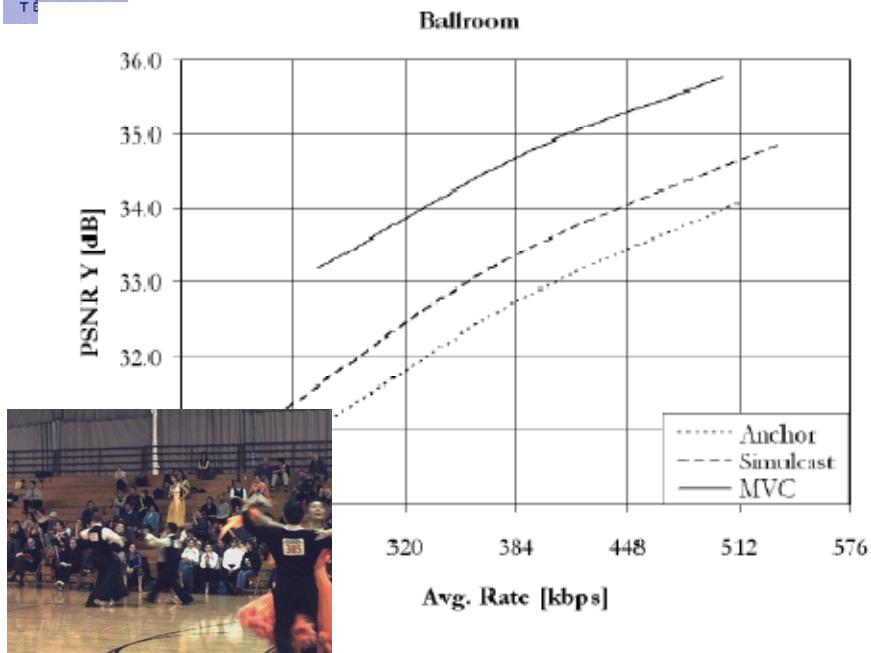 TÉ
Ballroom
36.0
35.0
34.0
33.0
32.0
PSNR Y [dB]
Anchor
Simulcast
MVC
320 384 448 512 576
Avg. Rate [kbps]
385